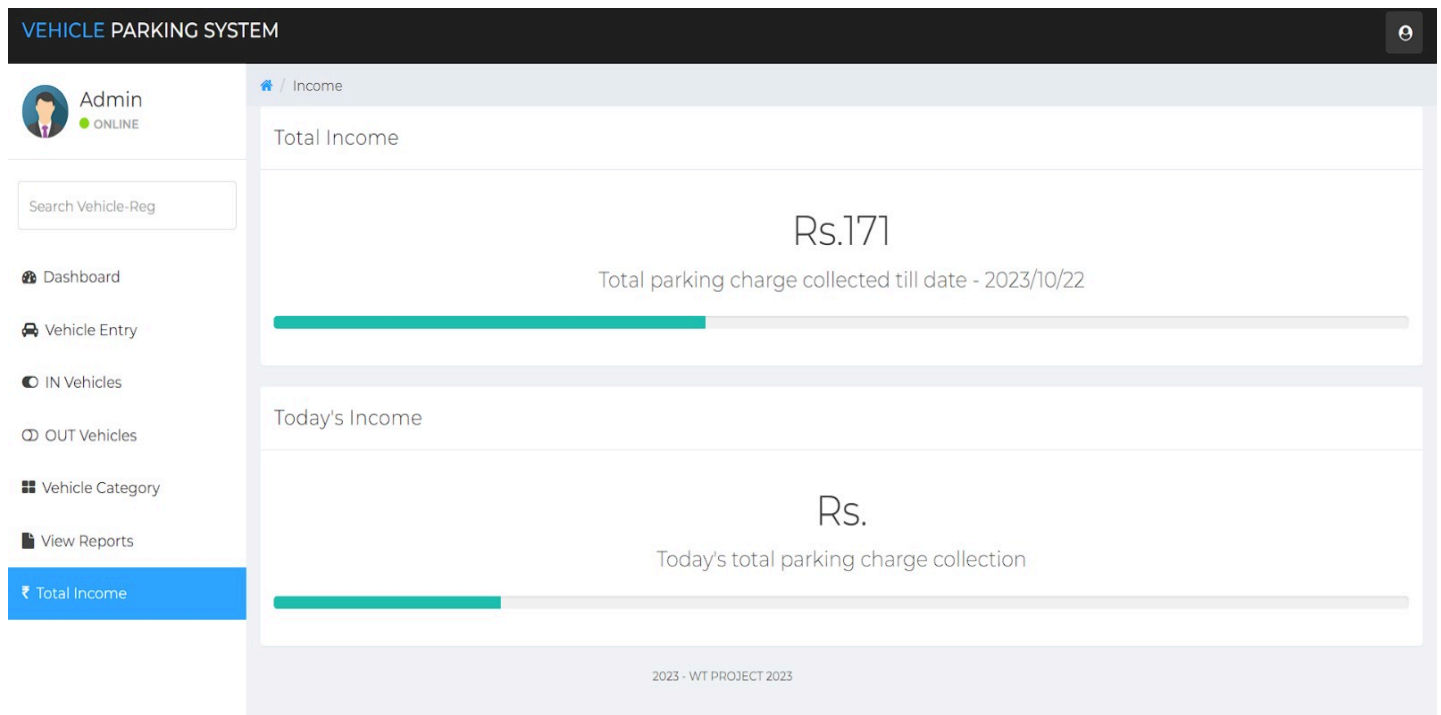 VEHICLE PARKING SYSTEM
Admin
ONLINE
Search Vehicle-Reg
Dashboard
Vehicle Entry
IN Vehicles
OUT Vehicles
Vehicle Category
View Reports
₹ Total Income
/ Income
Total Income
Rs.171
Total parking charge collected till date - 2023/10/22
Today's Income
Rs.
Today's total parking charge collection
2023 - WT PROJECT 2023